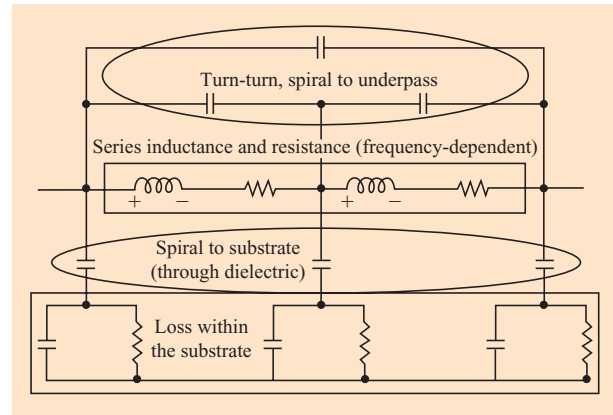 Turn-turn, spiral to underpass
Series inductance and resistance (frequency-dependent)
+ − + −
Spiral to substrate
(through dielectric)
Loss within
the substrate